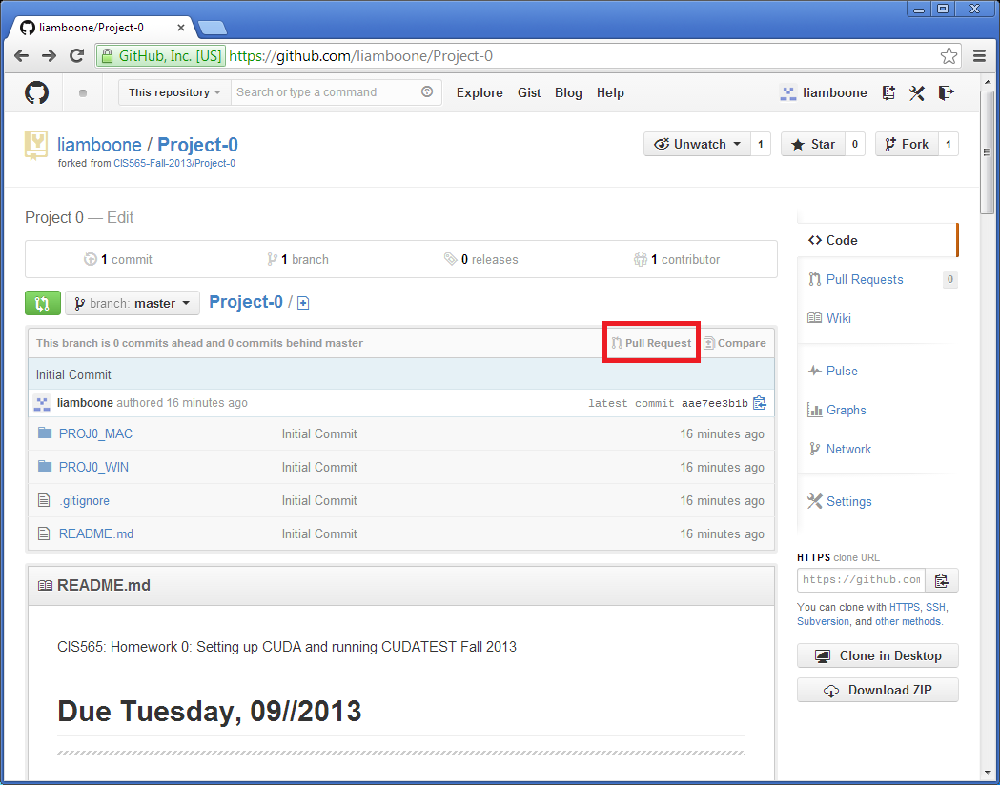 liamboone/Project-0
GitHub, Inc. [US] https://github.com/liamboone/Project-0
This repository Search or type a command Explore Gist Blog Help liamboone
liamboone / Project-0 Unwatch 1 Star 0 Fork 1
forked from CIS565-Fall-2013/Project-0
Project 0 — Edit
1 commit 1 branch 0 releases 1 contributor
branch: master Project-0 /
This branch is 0 commits ahead and 0 commits behind master Pull Request Compare
Initial Commit
liamboone authored 16 minutes ago latest commit aae7ee3b1b
PROJ0_MAC Initial Commit 16 minutes ago
PROJ0_WIN Initial Commit 16 minutes ago
.gitignore Initial Commit 16 minutes ago
README.md Initial Commit 16 minutes ago
README.md
CIS565: Homework 0: Setting up CUDA and running CUDATEST Fall 2013
Due Tuesday, 09//2013
Code
Pull Requests 0
Wiki
Pulse
Graphs
Network
Settings
HTTPS clone URL
https://github.com
You can clone with HTTPS, SSH,
Subversion, and other methods.
Clone in Desktop
Download ZIP